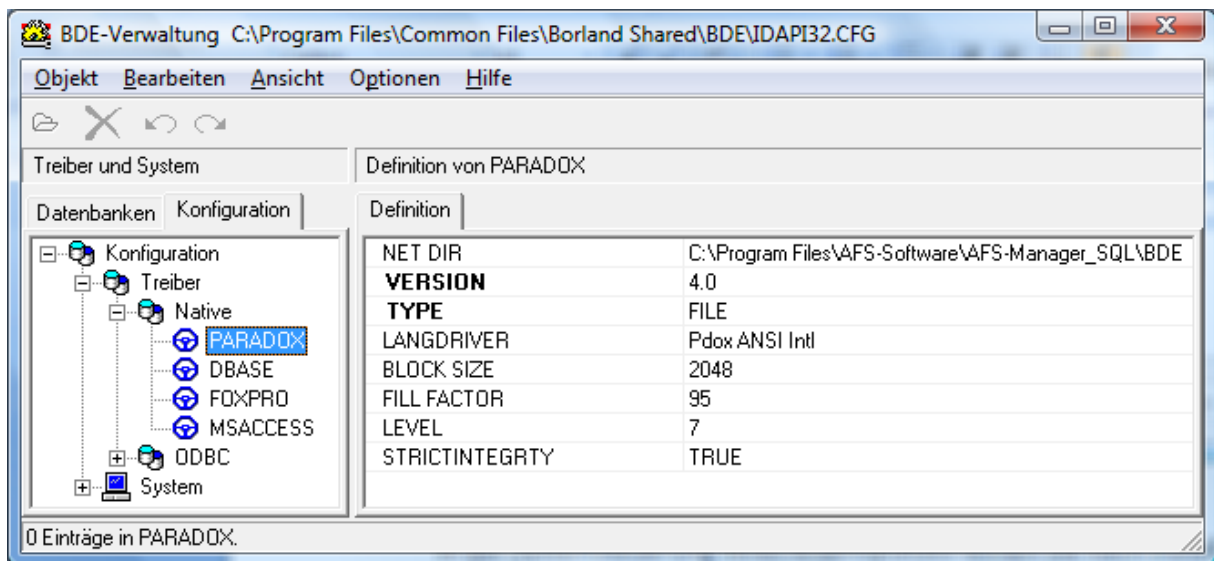 BDE-Verwaltung C:\Program Files\Common Files\Borland Shared\BDE\IDAPI32.CFG
Objekt Bearbeiten Ansicht Optionen Hilfe
Treiber und System
Definition von PARADOX
Datenbanken Konfiguration
Definition
Konfiguration
Treiber
Native
PARADOX
DBASE
FOXPRO
MSACCESS
ODBC
System
NET DIR C:\Program Files\AFS-Software\AFS-Manager_SQL\BDE
VERSION 4.0
TYPE FILE
LANGDRIVER Pdox ANSI Intl
BLOCK SIZE 2048
FILL FACTOR 95
LEVEL 7
STRICTINTEGRTY TRUE
0 Einträge in PARADOX.